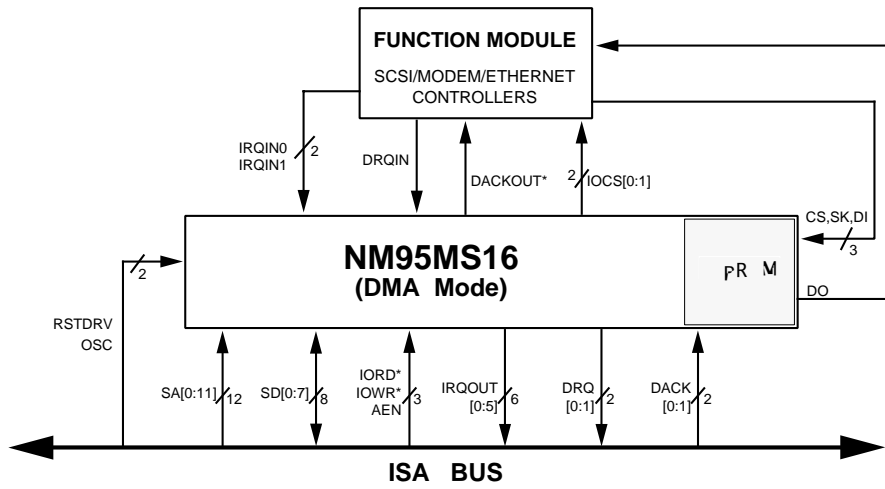 FUNCTION MODULE
SCSI/MODEM/ETHERNET
CONTROLLERS
IRQIN0
IRQIN1
2
DRQIN
DACKOUT*
2
IOCS[0:1]
CS,SK,DI
3
NM95MS16
(DMA Mode)
DO
2
RSTDRV
OSC
SA[0:11]
12
SD[0:7]
8
IORD*
IOWR*
AEN
3
IRQOUT
[0:5]
6
DRQ
[0:1]
2
DACK
[0:1]
2
ISA BUS